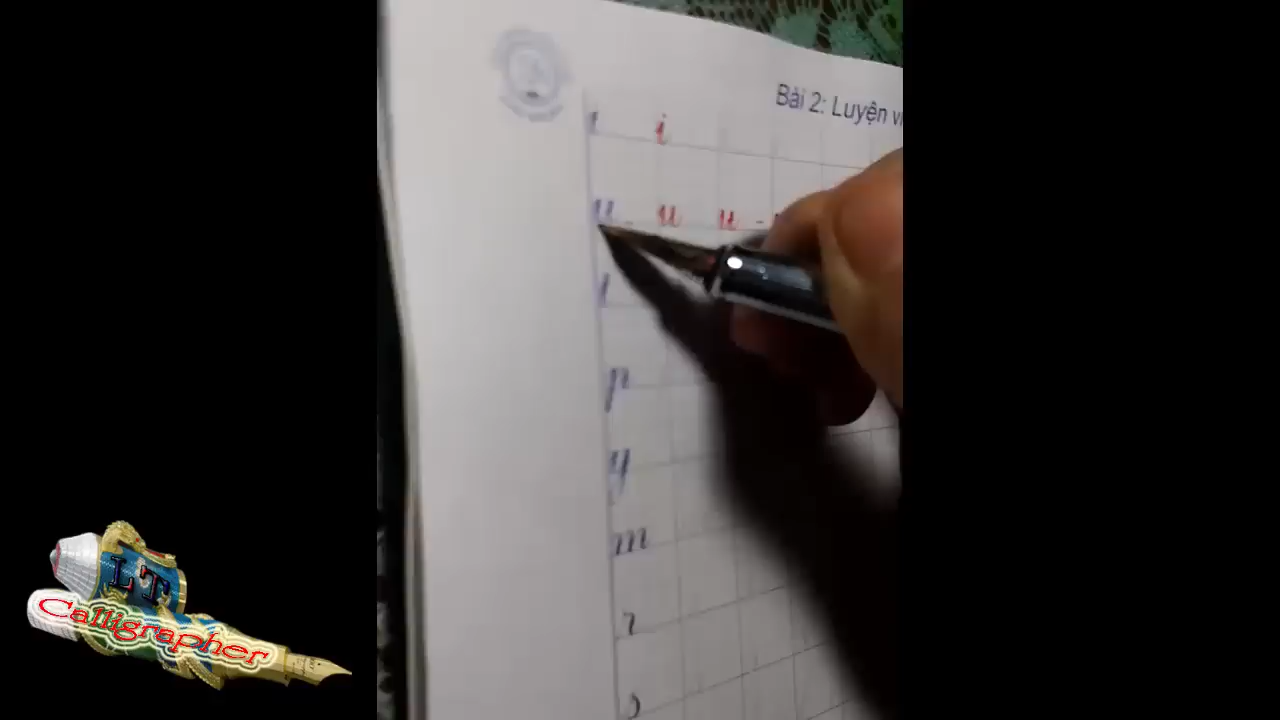 Bài 2: Luyện
i i
u u u
p
y
m
LT
Calligrapher